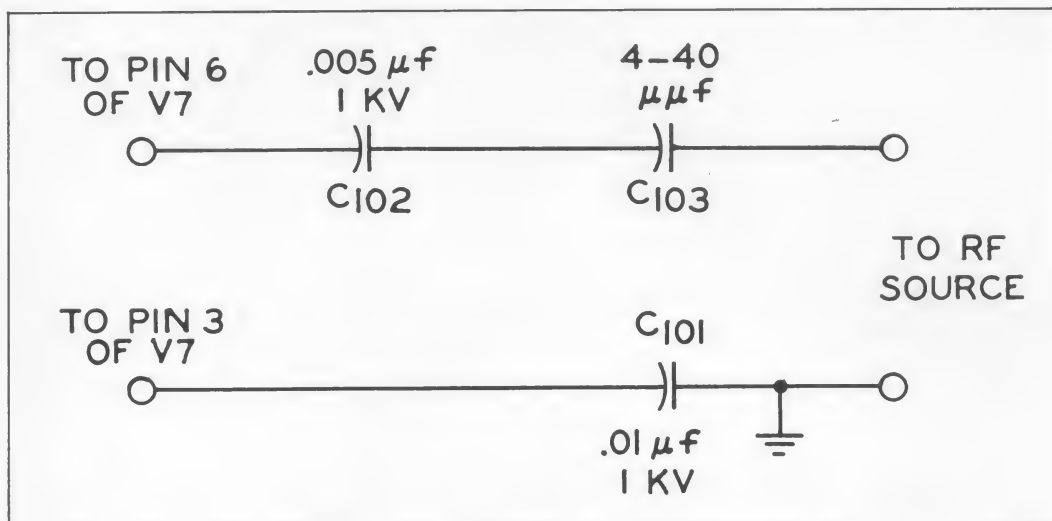 TO PIN 6
OF V7
.005 μf
1 KV
C102
4-40
μμf
C103
TO RF
SOURCE
TO PIN 3
OF V7
C101
.01 μf
1 KV